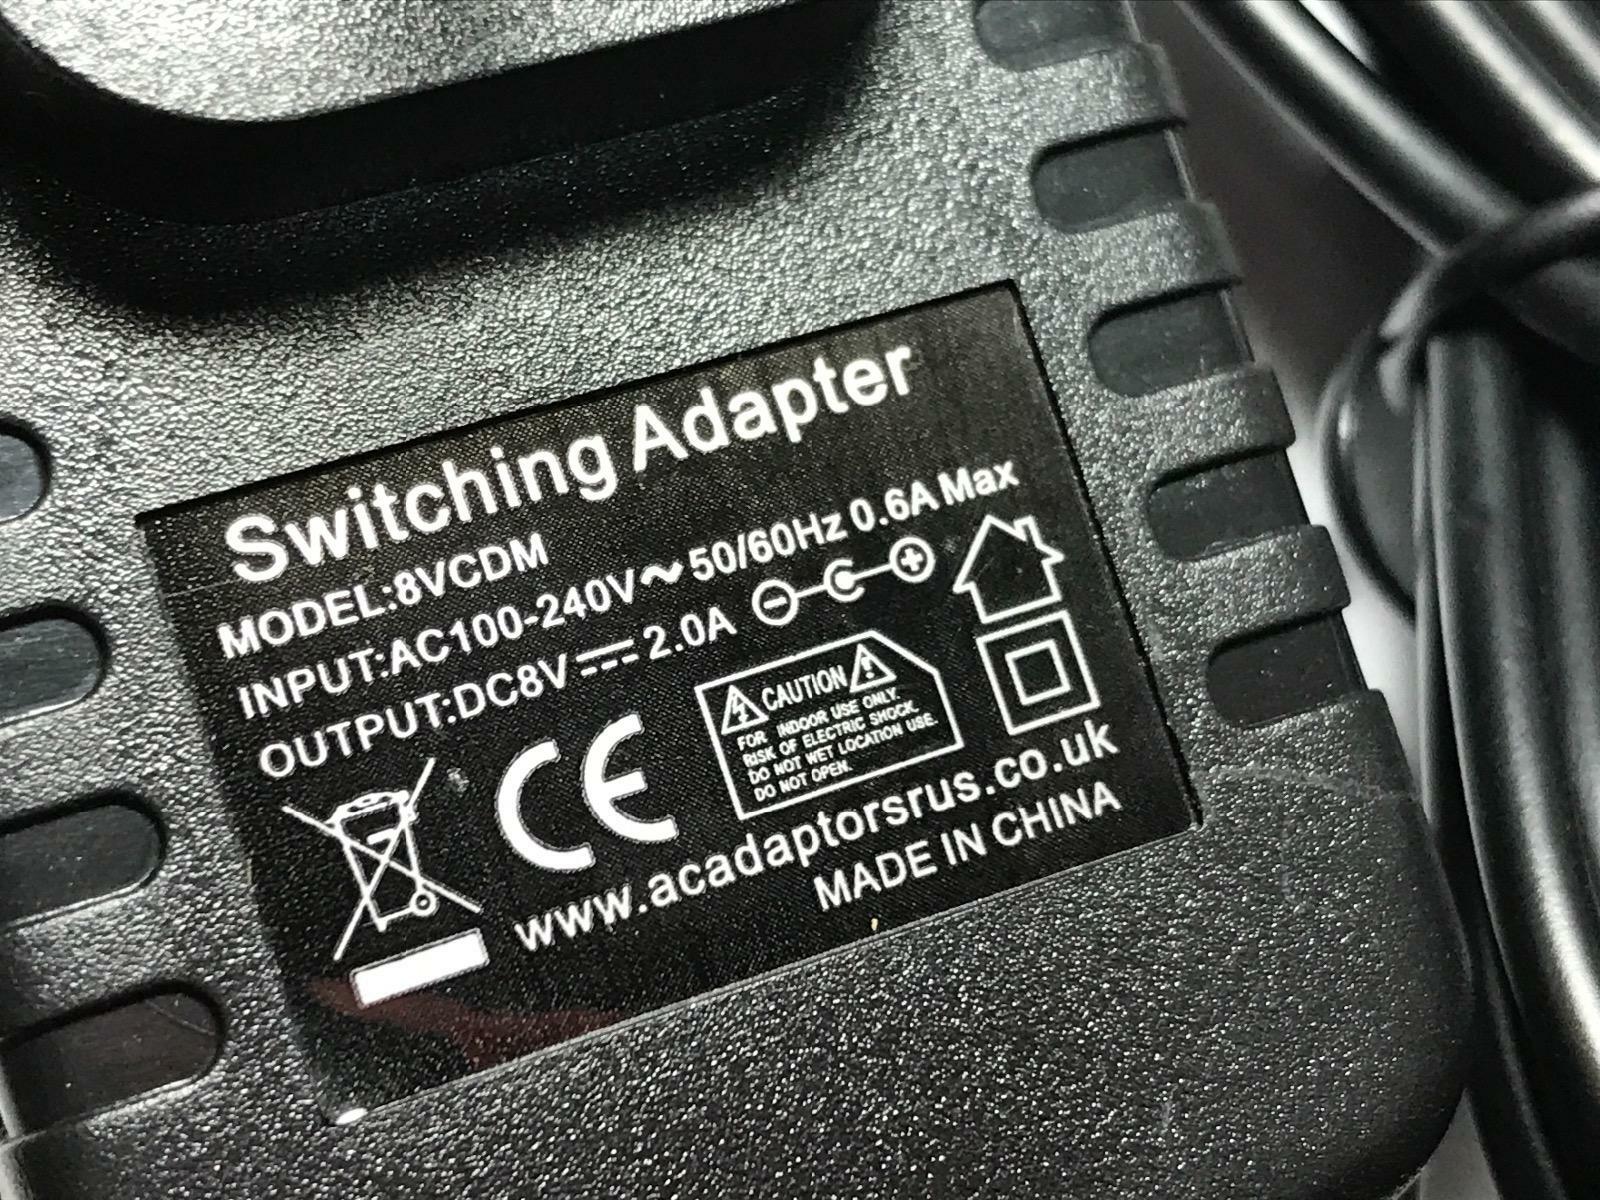 Switching Adapter
MODEL:8VCDM
INPUT:AC100-240V~50/60Hz 0.6A Max
OUTPUT:DC8V⎓2.0A
CAUTION
FOR INDOOR USE ONLY.
RISK OF ELECTRIC SHOCK.
DO NOT WET LOCATION USE.
DO NOT OPEN.
CE
www.acadaptorsrus.co.uk
MADE IN CHINA